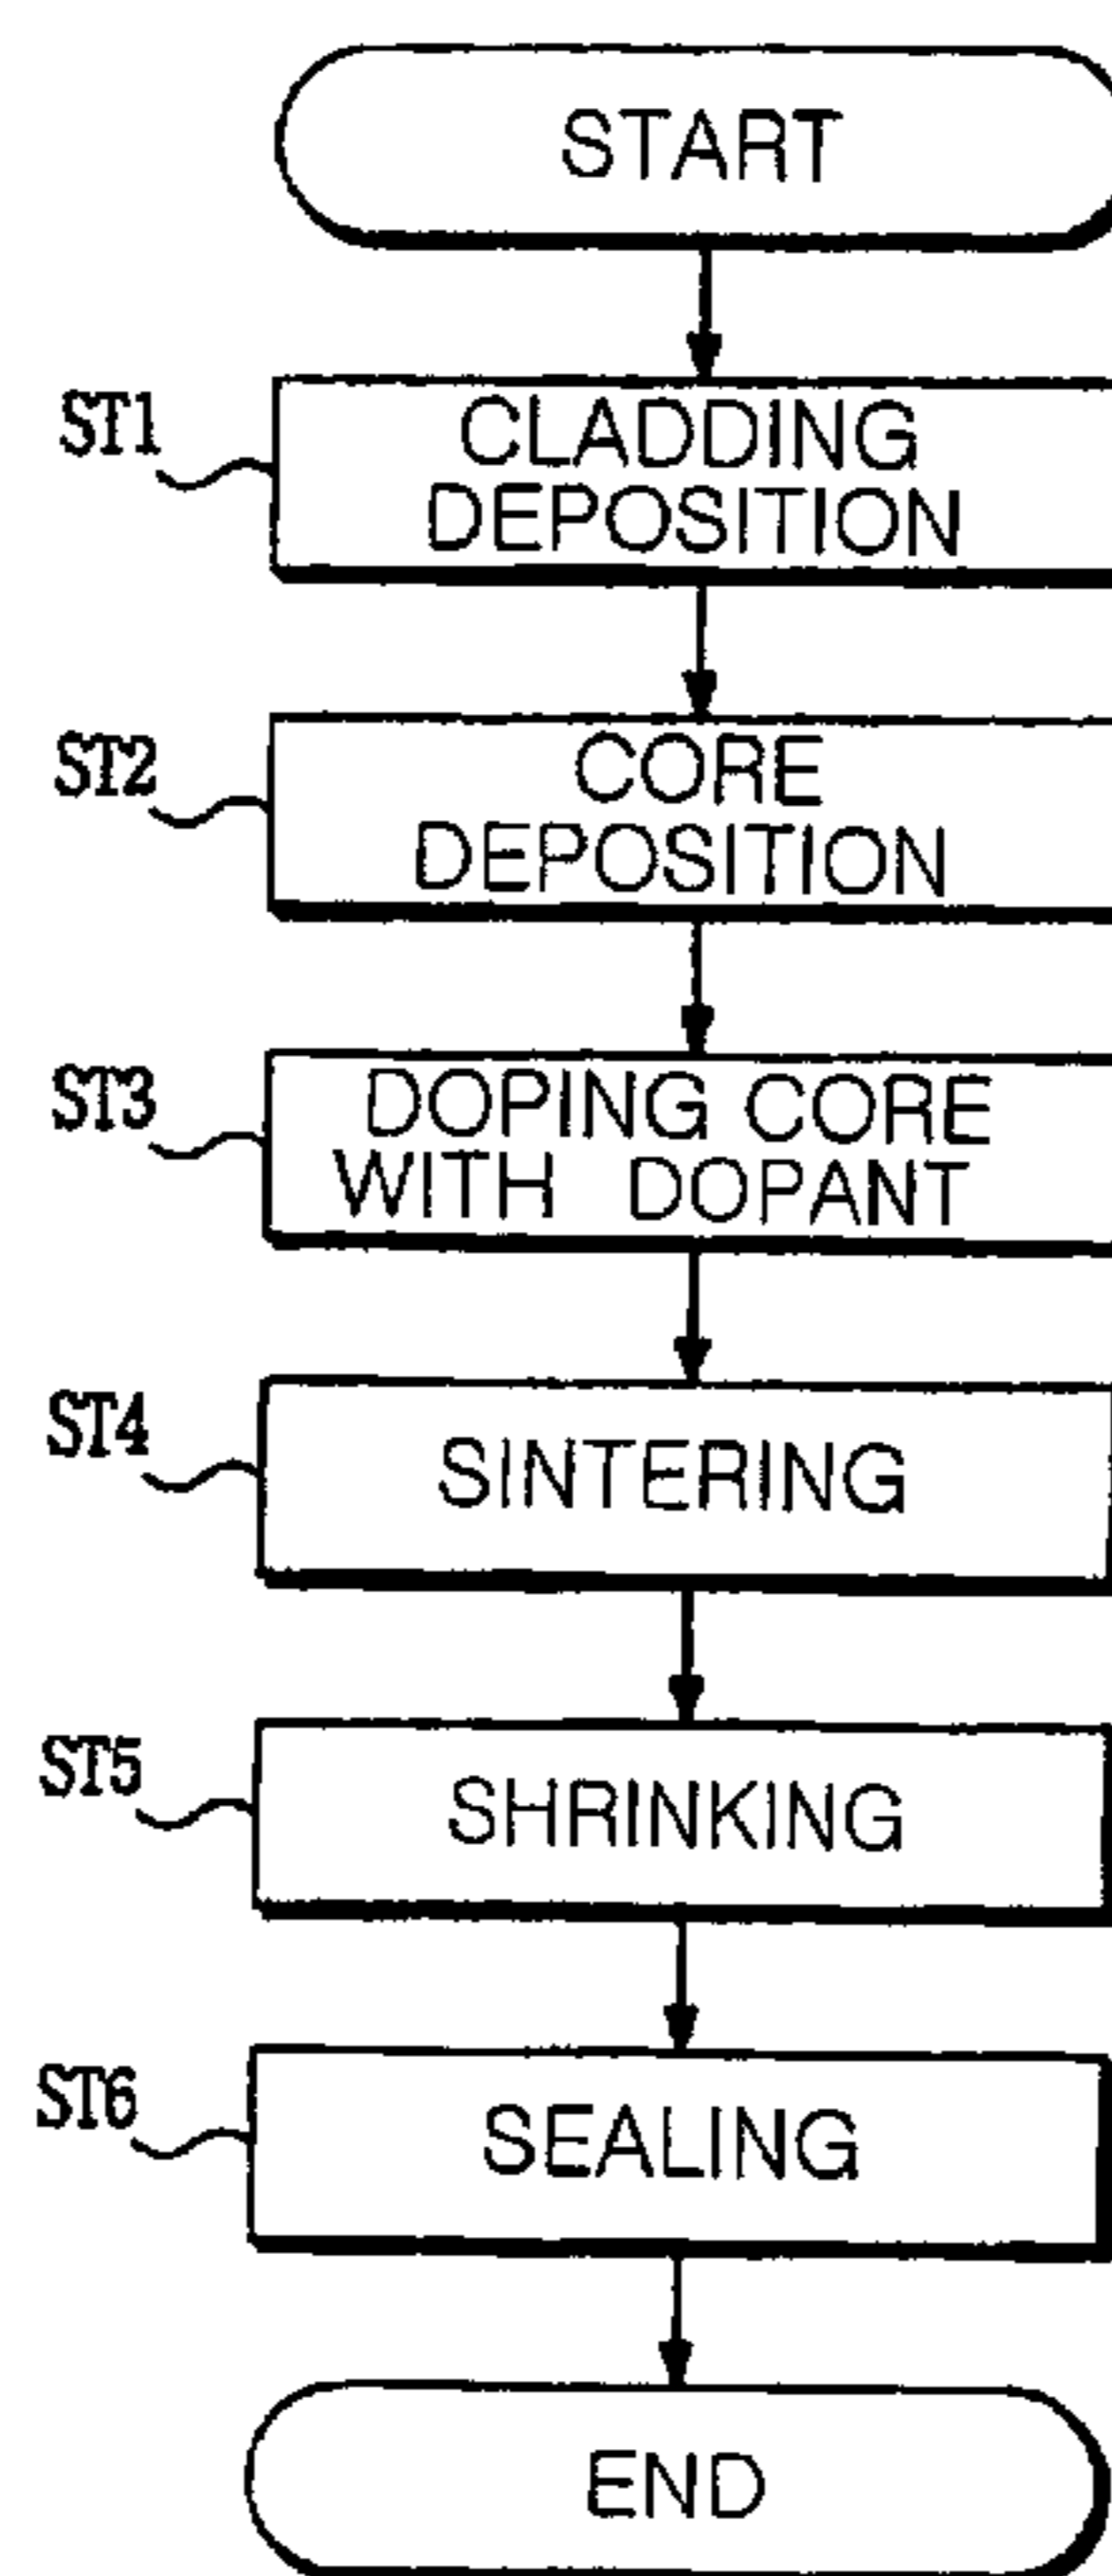 START
ST1
CLADDING
DEPOSITION
ST2
CORE
DEPOSITION
ST3
DOPING CORE
WITH DOPANT
ST4
SINTERING
ST5
SHRINKING
ST6
SEALING
END